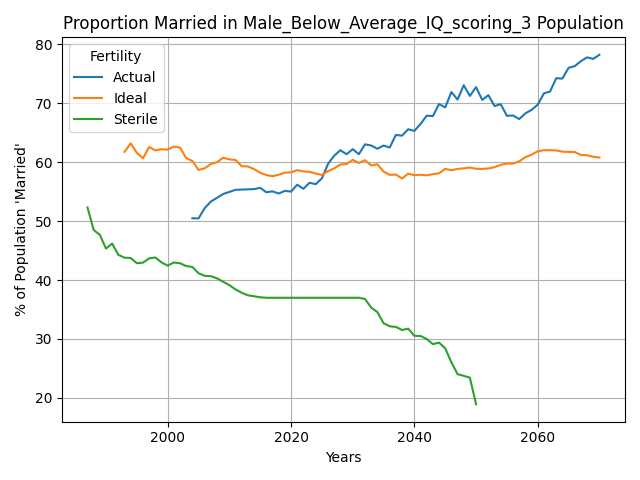 Proportion Married in Male_Below_Average_IQ_scoring_3 Population
Fertility
Actual
Ideal
Sterile
% of Population 'Married'
80
70
60
50
40
30
20
2000
2020
2040
2060
Years